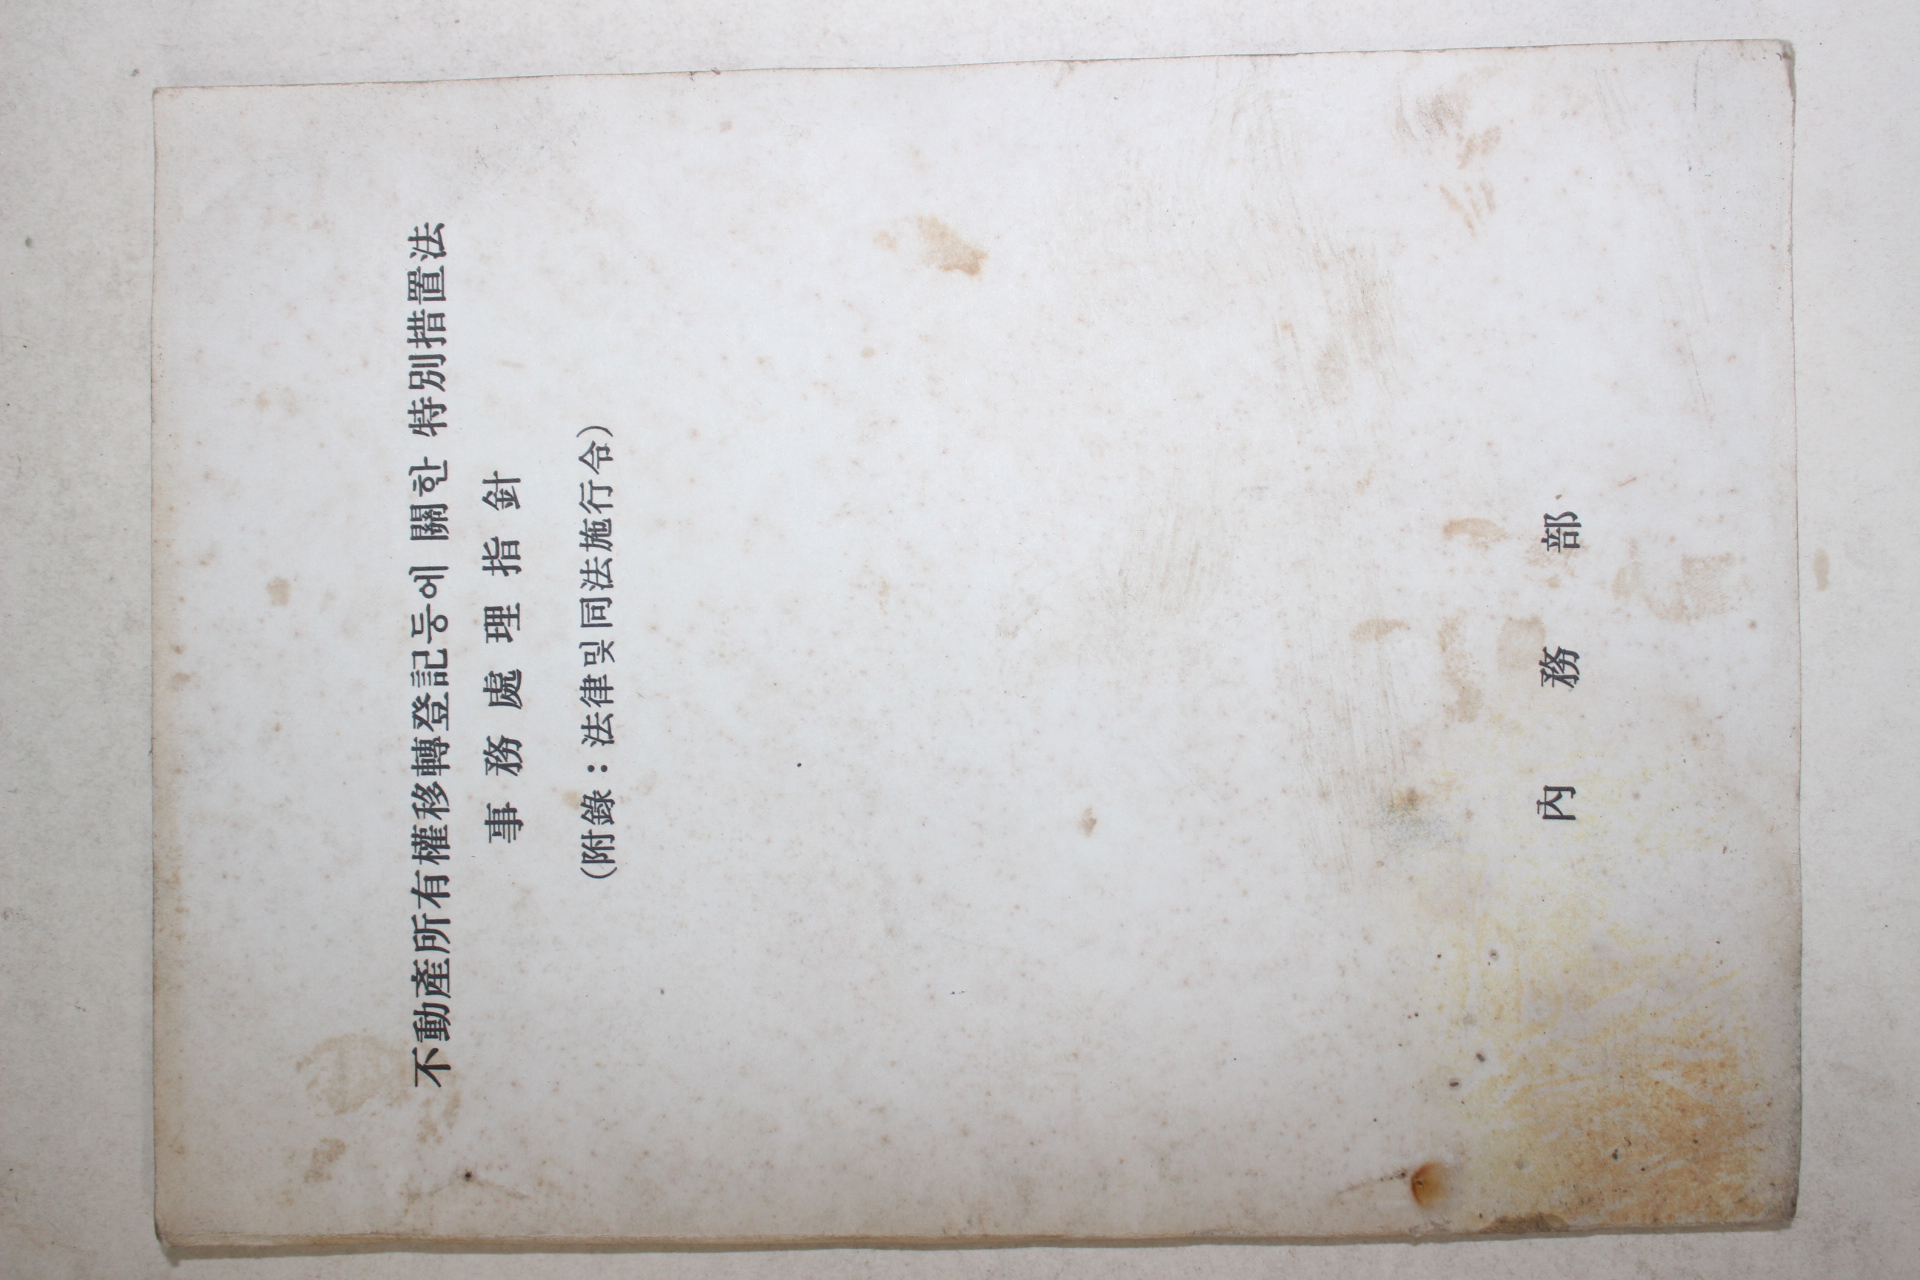 不動產所有權移轉登記등에 關한 特別措置法
事務處理指針
(附錄：法律및同法施行令)
內務部